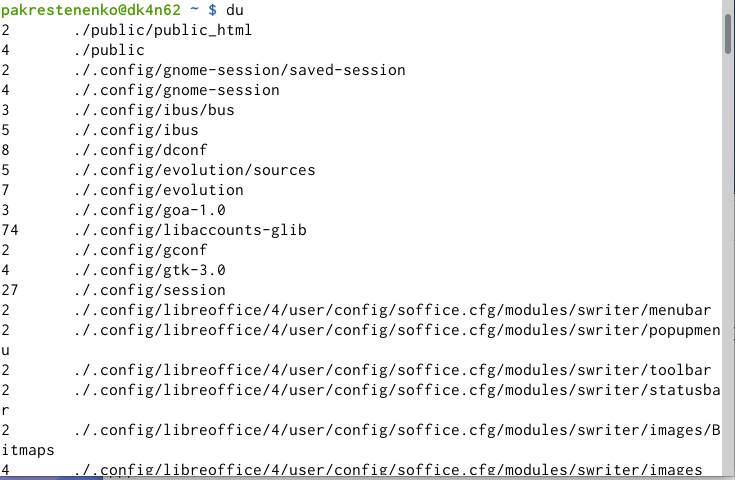 pakrestenenko@dk4n62 ~ $ du
2       ./public/public_html
4       ./public
2       ./.config/gnome-session/saved-session
4       ./.config/gnome-session
3       ./.config/ibus/bus
5       ./.config/ibus
8       ./.config/dconf
5       ./.config/evolution/sources
7       ./.config/evolution
3       ./.config/goa-1.0
74      ./.config/libaccounts-glib
2       ./.config/gconf
4       ./.config/gtk-3.0
27      ./.config/session
2       ./.config/libreoffice/4/user/config/soffice.cfg/modules/swriter/menubar
2       ./.config/libreoffice/4/user/config/soffice.cfg/modules/swriter/popupmen
u
2       ./.config/libreoffice/4/user/config/soffice.cfg/modules/swriter/toolbar
2       ./.config/libreoffice/4/user/config/soffice.cfg/modules/swriter/statusba
r
2       ./.config/libreoffice/4/user/config/soffice.cfg/modules/swriter/images/B
itmaps
4       ./.config/libreoffice/4/user/config/soffice.cfg/modules/swriter/images